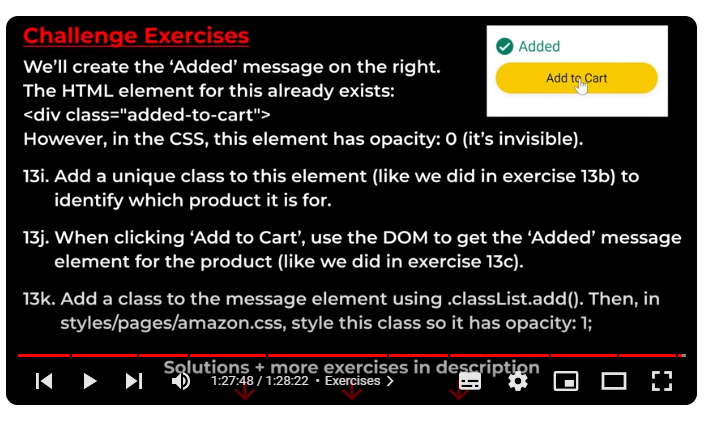 Challenge Exercises
Added
Add to Cart
We'll create the ‘Added’ message on the right.
The HTML element for this already exists:
<div class="added-to-cart">
However, in the CSS, this element has opacity: 0 (it's invisible).
13i. Add a unique class to this element (like we did in exercise 13b) to
identify which product it is for.
13j. When clicking ‘Add to Cart’, use the DOM to get the ‘Added’ message
element for the product (like we did in exercise 13c).
13k. Add a class to the message element using .classList.add(). Then, in
styles/pages/amazon.css, style this class so it has opacity: 1;
Solutions + more exercises in description
1:27:48 / 1:28:22 • Exercises